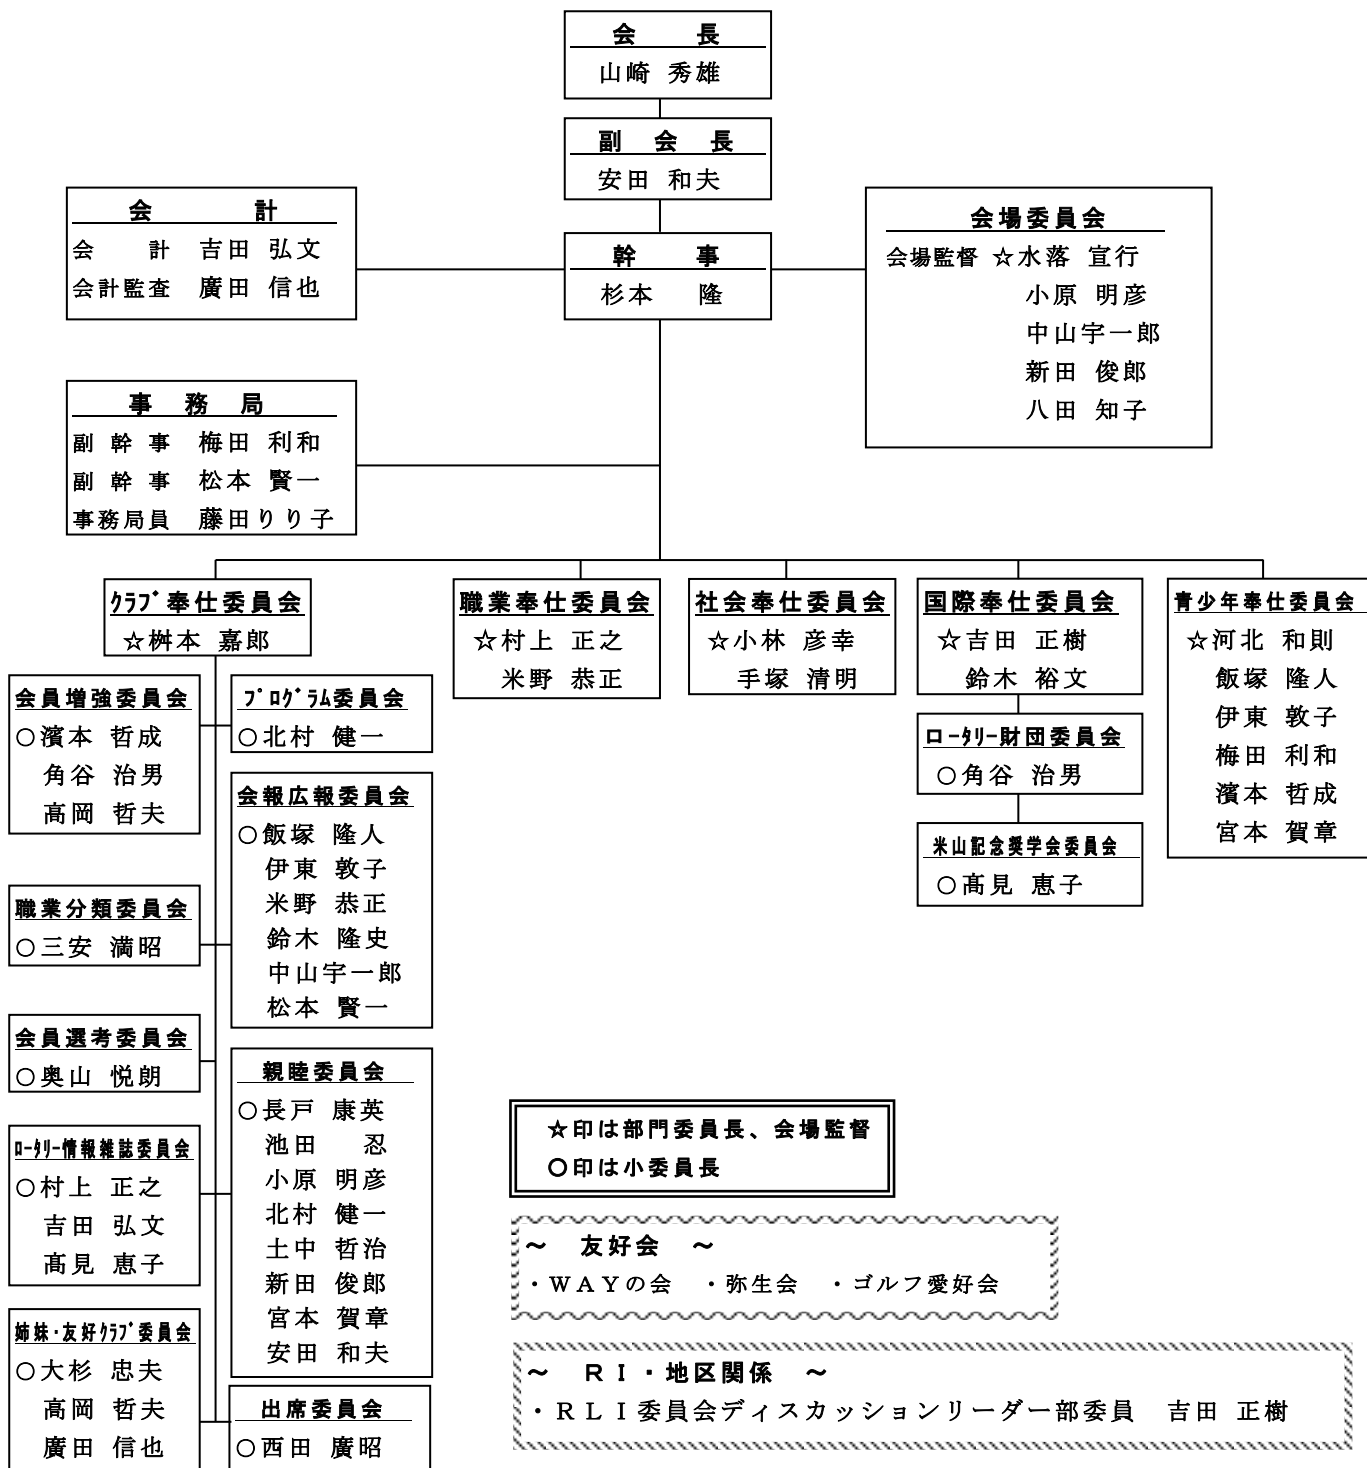 会　　長
山崎 秀雄
副　会　長
安田 和夫
会　　　計
会　　計 吉田 弘文
会計監査 廣田 信也
幹　　事
杉本　隆
会場委員会
会場監督 ☆水落 宣行
小原 明彦
中山宇一郎
新田 俊郎
八田 知子
事　務　局
副 幹 事 梅田 利和
副 幹 事 松本 賢一
事務局員 藤田りり子
ｸﾗﾌﾞ奉仕委員会
☆桝本 嘉郎
職業奉仕委員会
☆村上 正之
米野 恭正
社会奉仕委員会
☆小林 彦幸
手塚 清明
国際奉仕委員会
☆吉田 正樹
鈴木 裕文
青少年奉仕委員会
☆河北 和則
飯塚 隆人
伊東 敦子
梅田 利和
濱本 哲成
宮本 賀章
ﾛｰﾀﾘｰ財団委員会
○角谷 治男
米山記念奨学会委員会
○髙見 恵子
会員増強委員会
○濱本 哲成
角谷 治男
髙岡 哲夫
職業分類委員会
○三安 満昭
会員選考委員会
○奥山 悦朗
ﾛｰﾀﾘｰ情報雑誌委員会
○村上 正之
吉田 弘文
髙見 恵子
姉妹・友好ｸﾗﾌﾞ委員会
○大杉 忠夫
髙岡 哲夫
廣田 信也
ﾌﾟﾛｸﾞﾗﾑ委員会
○北村 健一
会報広報委員会
○飯塚 隆人
伊東 敦子
米野 恭正
鈴木 隆史
中山宇一郎
松本 賢一
親睦委員会
○長戸 康英
池田　忍
小原 明彦
北村 健一
土中 哲治
新田 俊郎
宮本 賀章
安田 和夫
出席委員会
○西田 廣昭
☆印は部門委員長、会場監督
○印は小委員長
～　友好会　～
・ＷＡＹの会　・弥生会　・ゴルフ愛好会
～　ＲＩ・地区関係　～
・ＲＬＩ委員会ディスカッションリーダー部委員　吉田 正樹